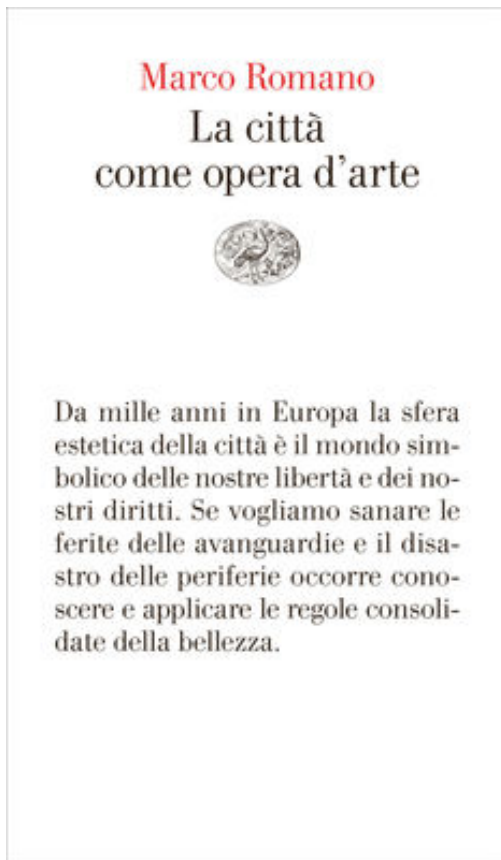 Marco Romano
La città
come opera d'arte
Da mille anni in Europa la sfera
estetica della città è il mondo sim-
bolico delle nostre libertà e dei no-
stri diritti. Se vogliamo sanare le
ferite delle avanguardie e il disa-
stro delle periferie occorre cono-
scere e applicare le regole consoli-
date della bellezza.